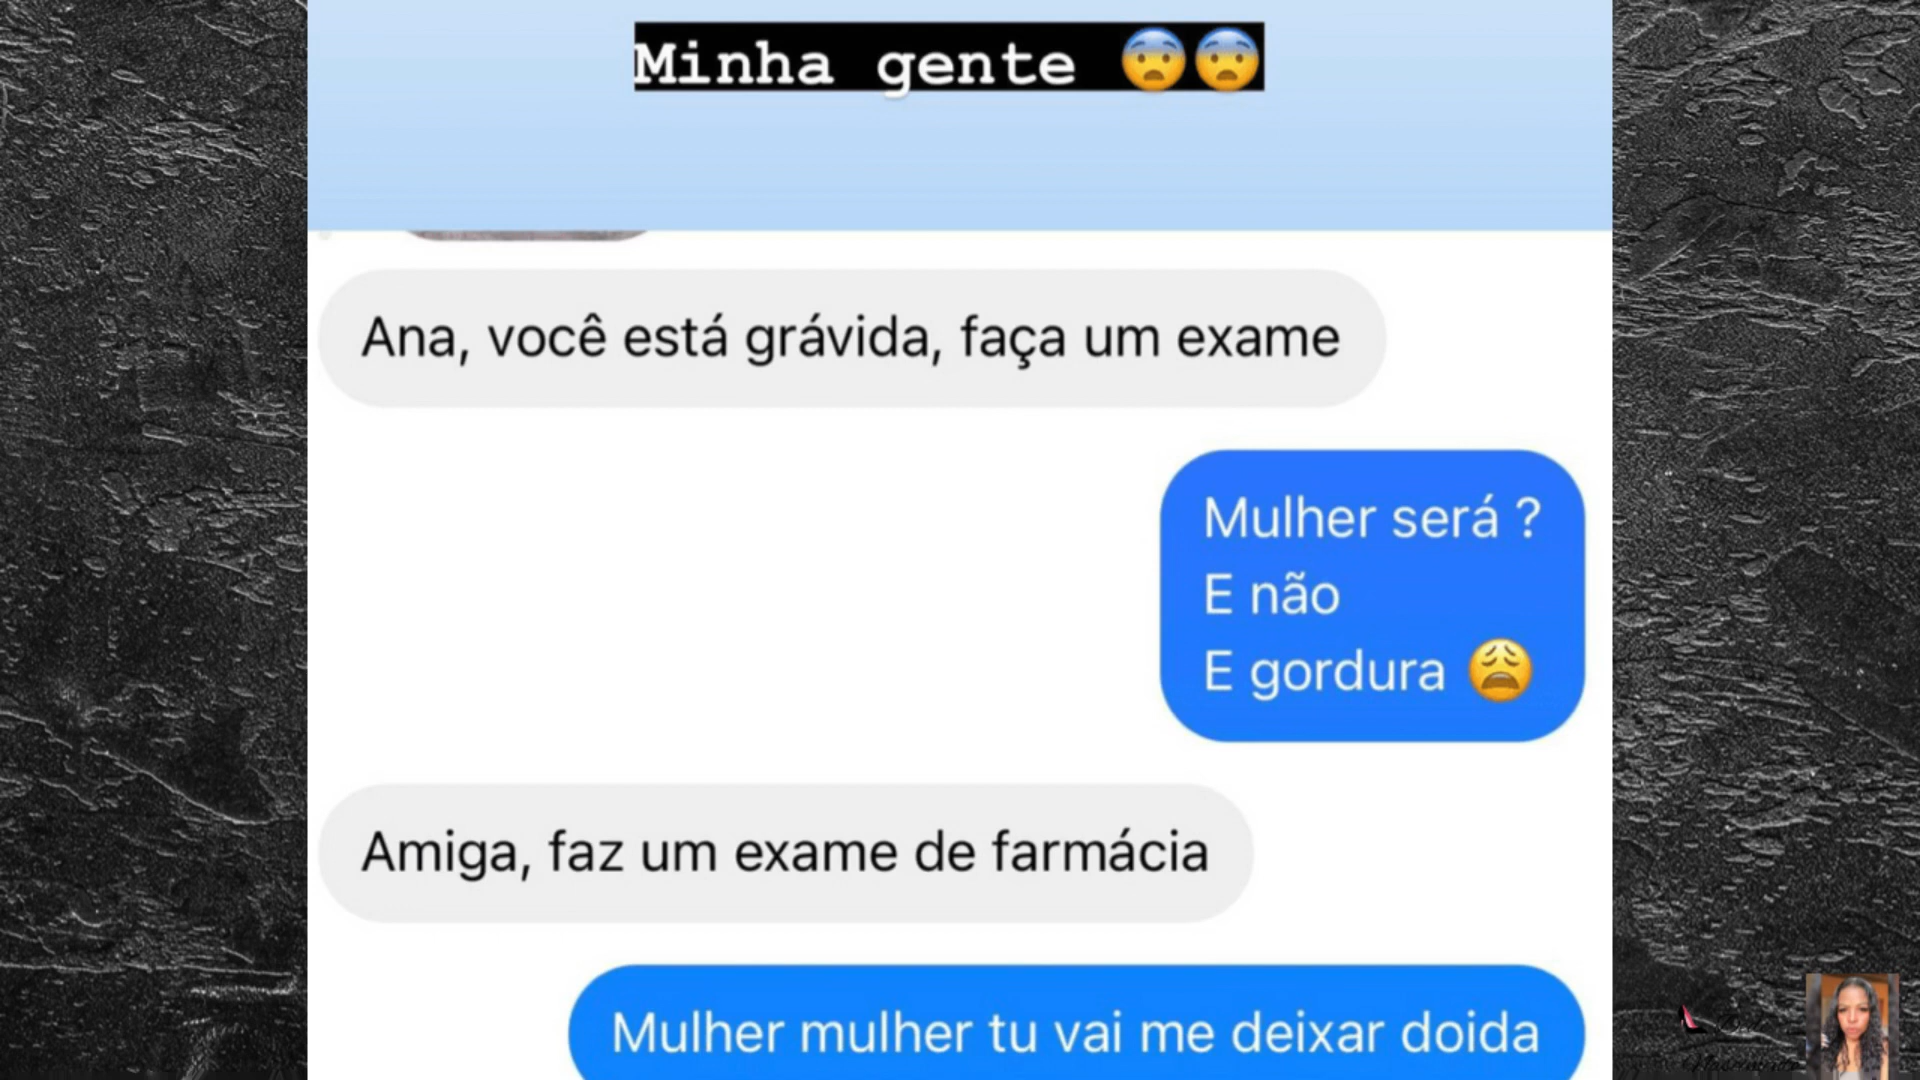 Minha gente 😨😨
Ana, você está grávida, faça um exame
Mulher será ?
E não
E gordura 😩
Amiga, faz um exame de farmácia
Mulher mulher tu vai me deixar doida